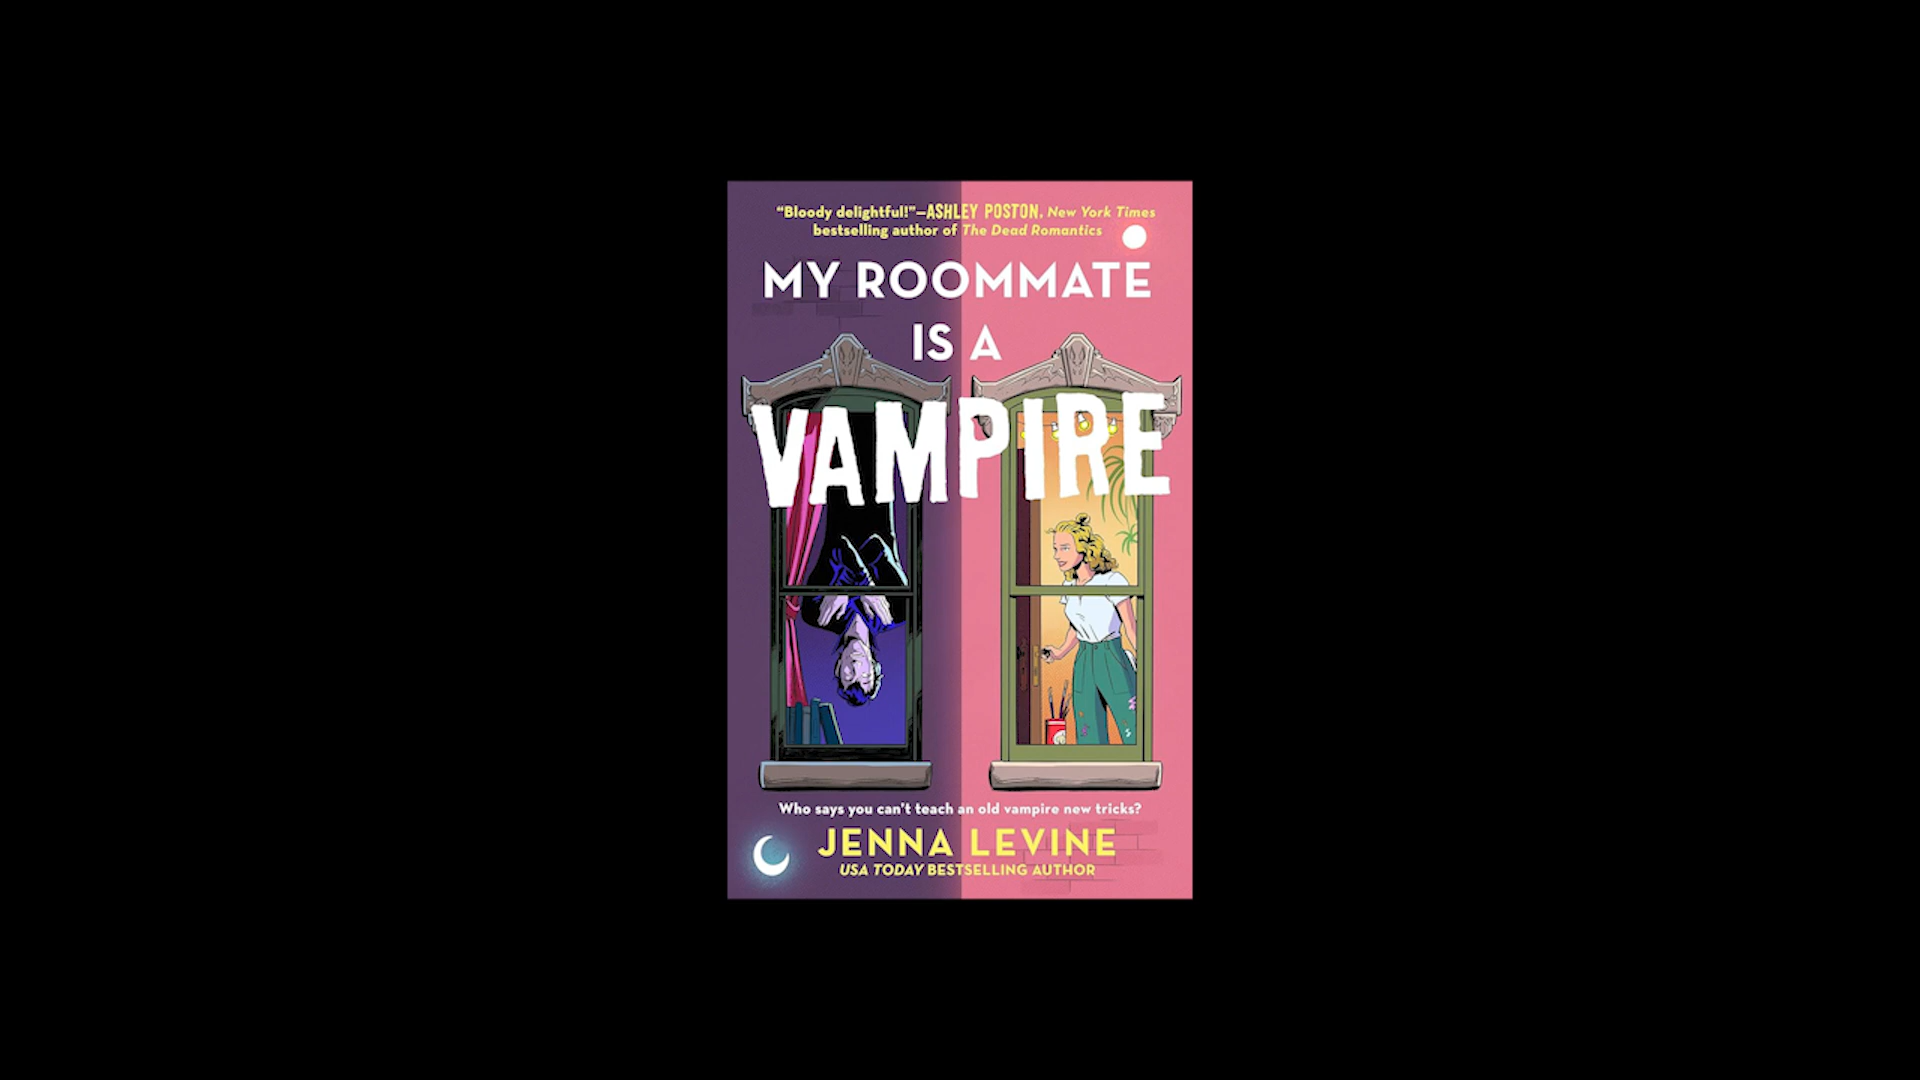 “Bloody delightful!”—ASHLEY POSTON, New York Times
bestselling author of The Dead Romantics
MY ROOMMATE
IS A
VAMPIRE
Who says you can’t teach an old vampire new tricks?
JENNA LEVINE
USA TODAY BESTSELLING AUTHOR